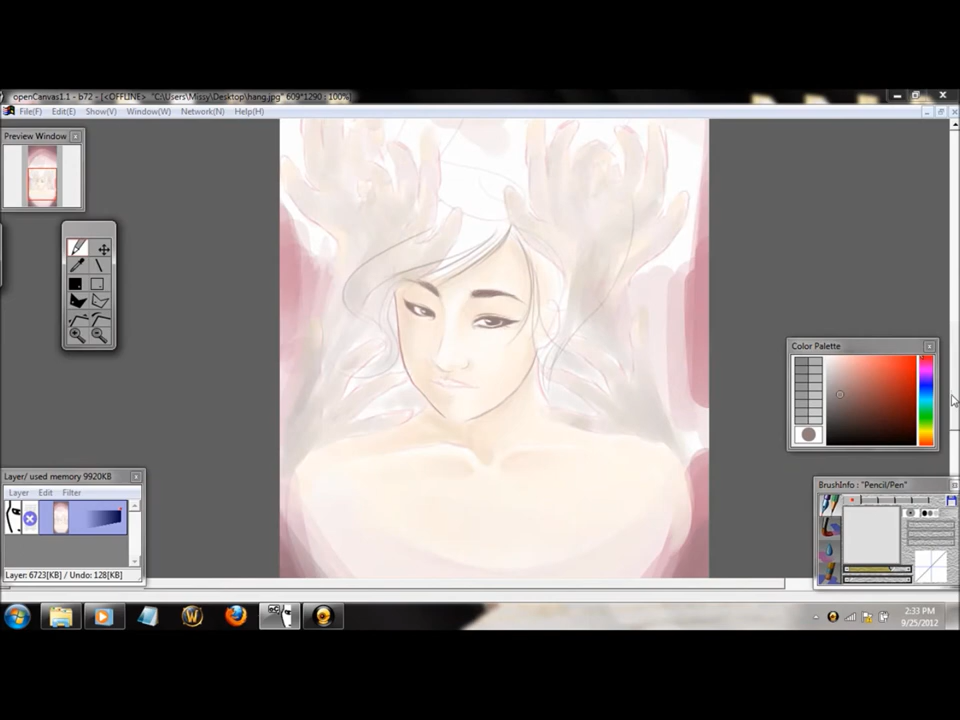 openCanvas1.1 - b72 - [<OFFLINE> "C:\Users\Missy\Desktop\hang.jpg" 609*1290 : 100%]
File(F) Edit(E) Show(V) Window(W) Network(N) Help(H)
Preview Window
Color Palette
Layer/ used memory 9920KB
Layer Edit Filter
Layer: 6723[KB] / Undo: 128[KB]
BrushInfo : "Pencil/Pen"
2:33 PM
9/25/2012